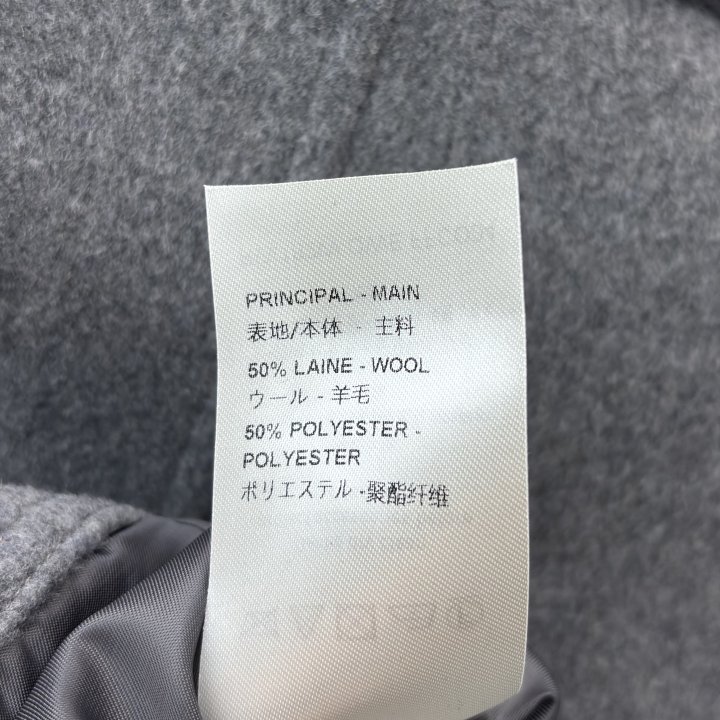 PRINCIPAL - MAIN
表地/本体 - 主料
50% LAINE - WOOL
ウール - 羊毛
50% POLYESTER -
POLYESTER
ポリエステル -聚酯纤维